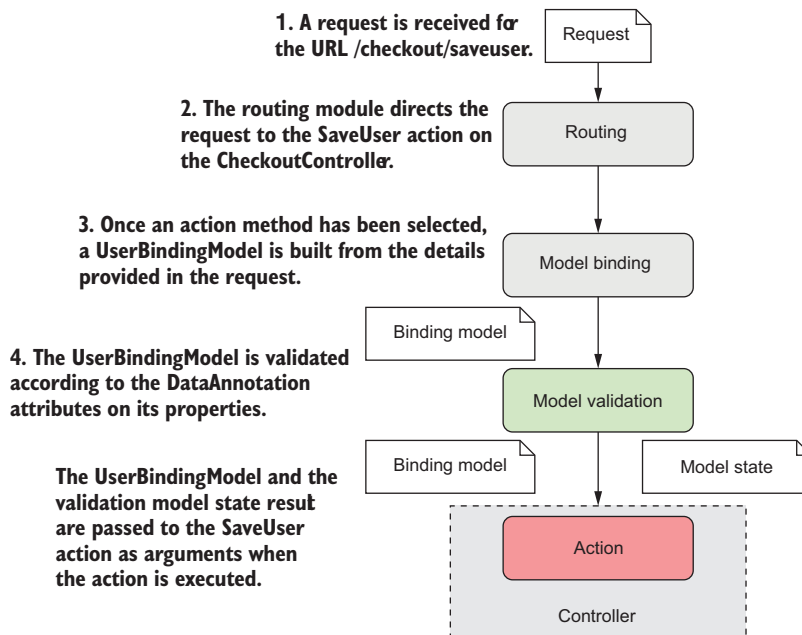 1. A request is received for
the URL /checkout/saveuser.
Request
2. The routing module directs the
request to the SaveUser action on
the CheckoutController.
Routing
3. Once an action method has been selected,
a UserBindingModel is built from the details
provided in the request.
Model binding
Binding model
4. The UserBindingModel is validated
according to the DataAnnotation
attributes on its properties.
Model validation
Binding model
Model state
The UserBindingModel and the
validation model state result
are passed to the SaveUser
action as arguments when
the action is executed.
Action
Controller